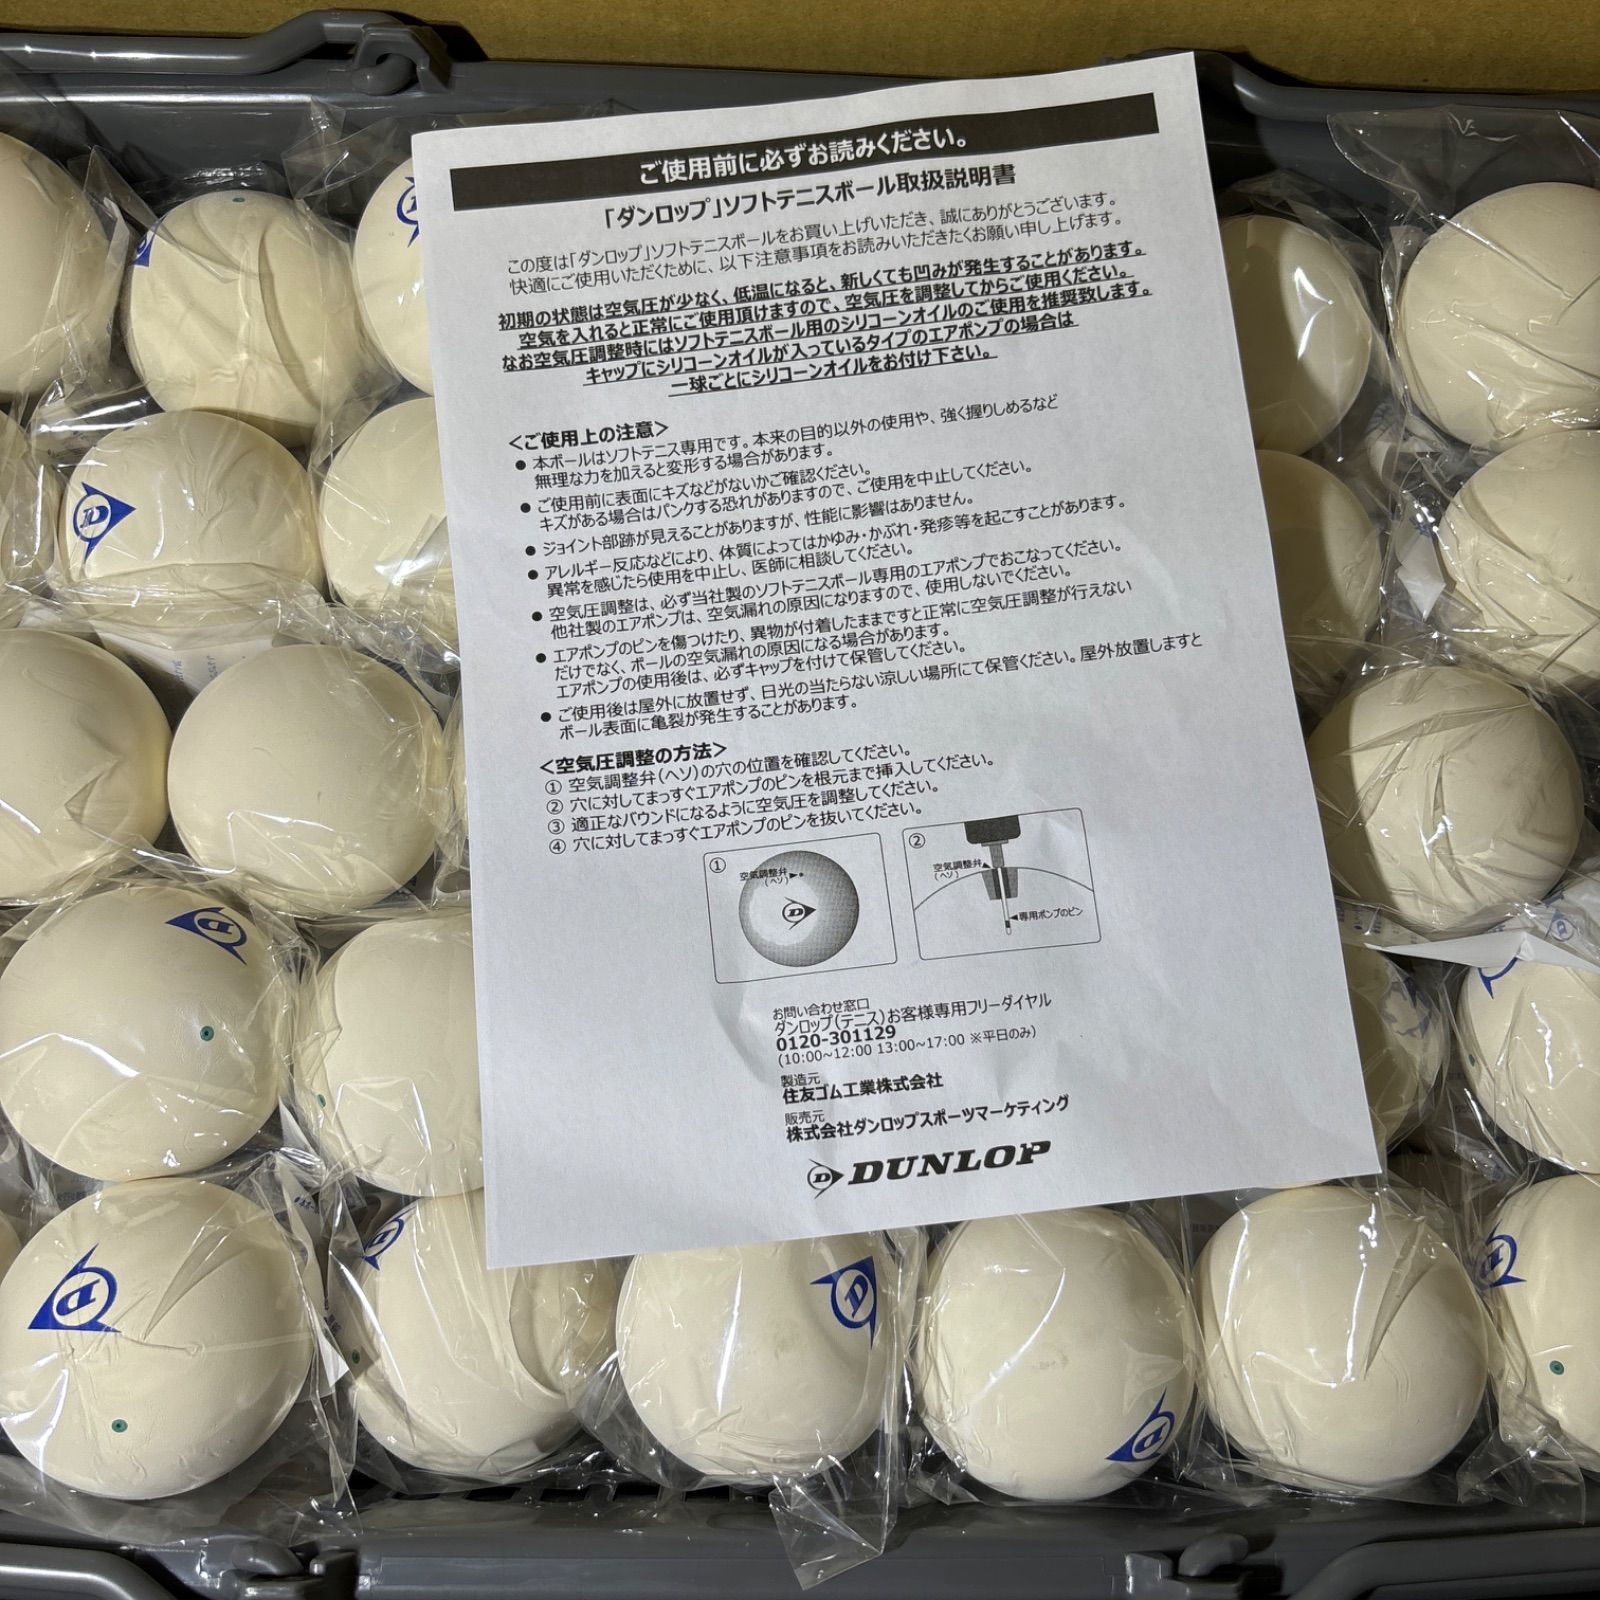 ご使用前に必ずお読みください。
「ダンロップ」ソフトテニスボール取扱説明書
この度は「ダンロップ」ソフトテニスボールをお買い上げいただき、誠にありがとうございます。
快適にご使用いただくために、以下注意事項をお読みいただきたくお願い申し上げます。
初期の状態は空気圧が少なく、低温になると、新しくても凹みが発生することがあります。
空気を入れると正常にご使用頂けますので、空気圧を調整してからご使用ください。
なお空気圧調整時にはソフトテニスボール用のシリコーンオイルのご使用を推奨致します。
キャップにシリコーンオイルが入っているタイプのエアポンプの場合は
一球ごとにシリコーンオイルをお付け下さい。
<ご使用上の注意>
● 本ボールはソフトテニス専用です。本来の目的以外の使用や、強く握りしめるなど
無理な力を加えると変形する場合があります。
● ご使用前に表面にキズなどがないかご確認ください。
キズがある場合はパンクする恐れがありますので、ご使用を中止してください。
● ジョイント部跡が見えることがありますが、性能に影響はありません。
● アレルギー反応などにより、体質によってはかゆみ・かぶれ・発疹等を起こすことがあります。
異常を感じたら使用を中止し、医師に相談してください。
● 空気圧調整は、必ず当社製のソフトテニスボール専用のエアポンプでおこなってください。
他社製のエアポンプは、空気漏れの原因になりますので、使用しないでください。
● エアポンプのピンを傷つけたり、異物が付着したままですと正常に空気圧調整が行えない
だけでなく、ボールの空気漏れの原因になる場合があります。
エアポンプの使用後は、必ずキャップを付けて保管してください。
● ご使用後は屋外に放置せず、日光の当たらない涼しい場所にて保管ください。屋外放置しますと
ボール表面に亀裂が発生することがあります。
<空気圧調整の方法>
① 空気調整弁(ヘソ)の穴の位置を確認してください。
② 穴に対してまっすぐエアポンプのピンを根元まで挿入してください。
③ 適正なバウンドになるように空気圧を調整してください。
④ 穴に対してまっすぐエアポンプのピンを抜いてください。
①
空気調整弁
(ヘソ)
D
②
空気調整弁
(ヘソ)
専用ポンプのピン
お問い合わせ窓口
ダンロップ(テニス)お客様専用フリーダイヤル
0120-301129
(10:00~12:00 13:00~17:00 ※平日のみ)
製造元
住友ゴム工業株式会社
販売元
株式会社ダンロップスポーツマーケティング
D DUNLOP